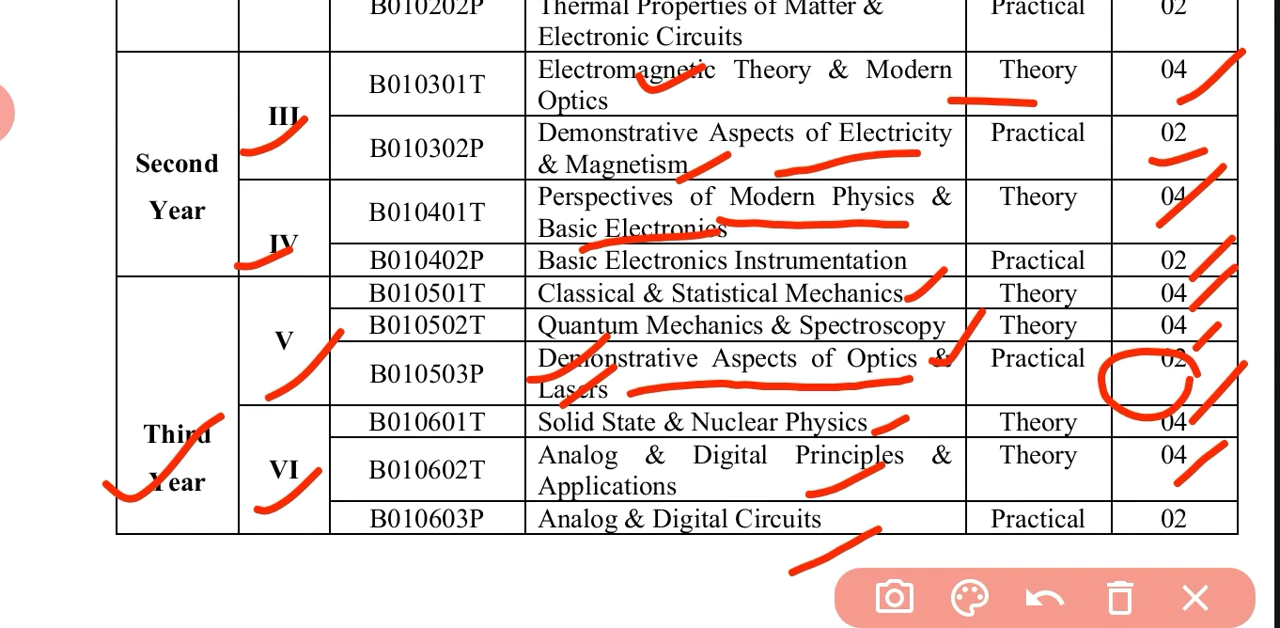 B010202P Thermal Properties of Matter & Practical 02
Electronic Circuits
Second Year III B010301T Electromagnetic Theory & Modern Theory 04
Optics
B010302P Demonstrative Aspects of Electricity Practical 02
& Magnetism
IV B010401T Perspectives of Modern Physics & Theory 04
Basic Electronics
B010402P Basic Electronics Instrumentation Practical 02
Third Year V B010501T Classical & Statistical Mechanics Theory 04
B010502T Quantum Mechanics & Spectroscopy Theory 04
B010503P Demonstrative Aspects of Optics & Practical 02
Lasers
VI B010601T Solid State & Nuclear Physics Theory 04
B010602T Analog & Digital Principles & Theory 04
Applications
B010603P Analog & Digital Circuits Practical 02